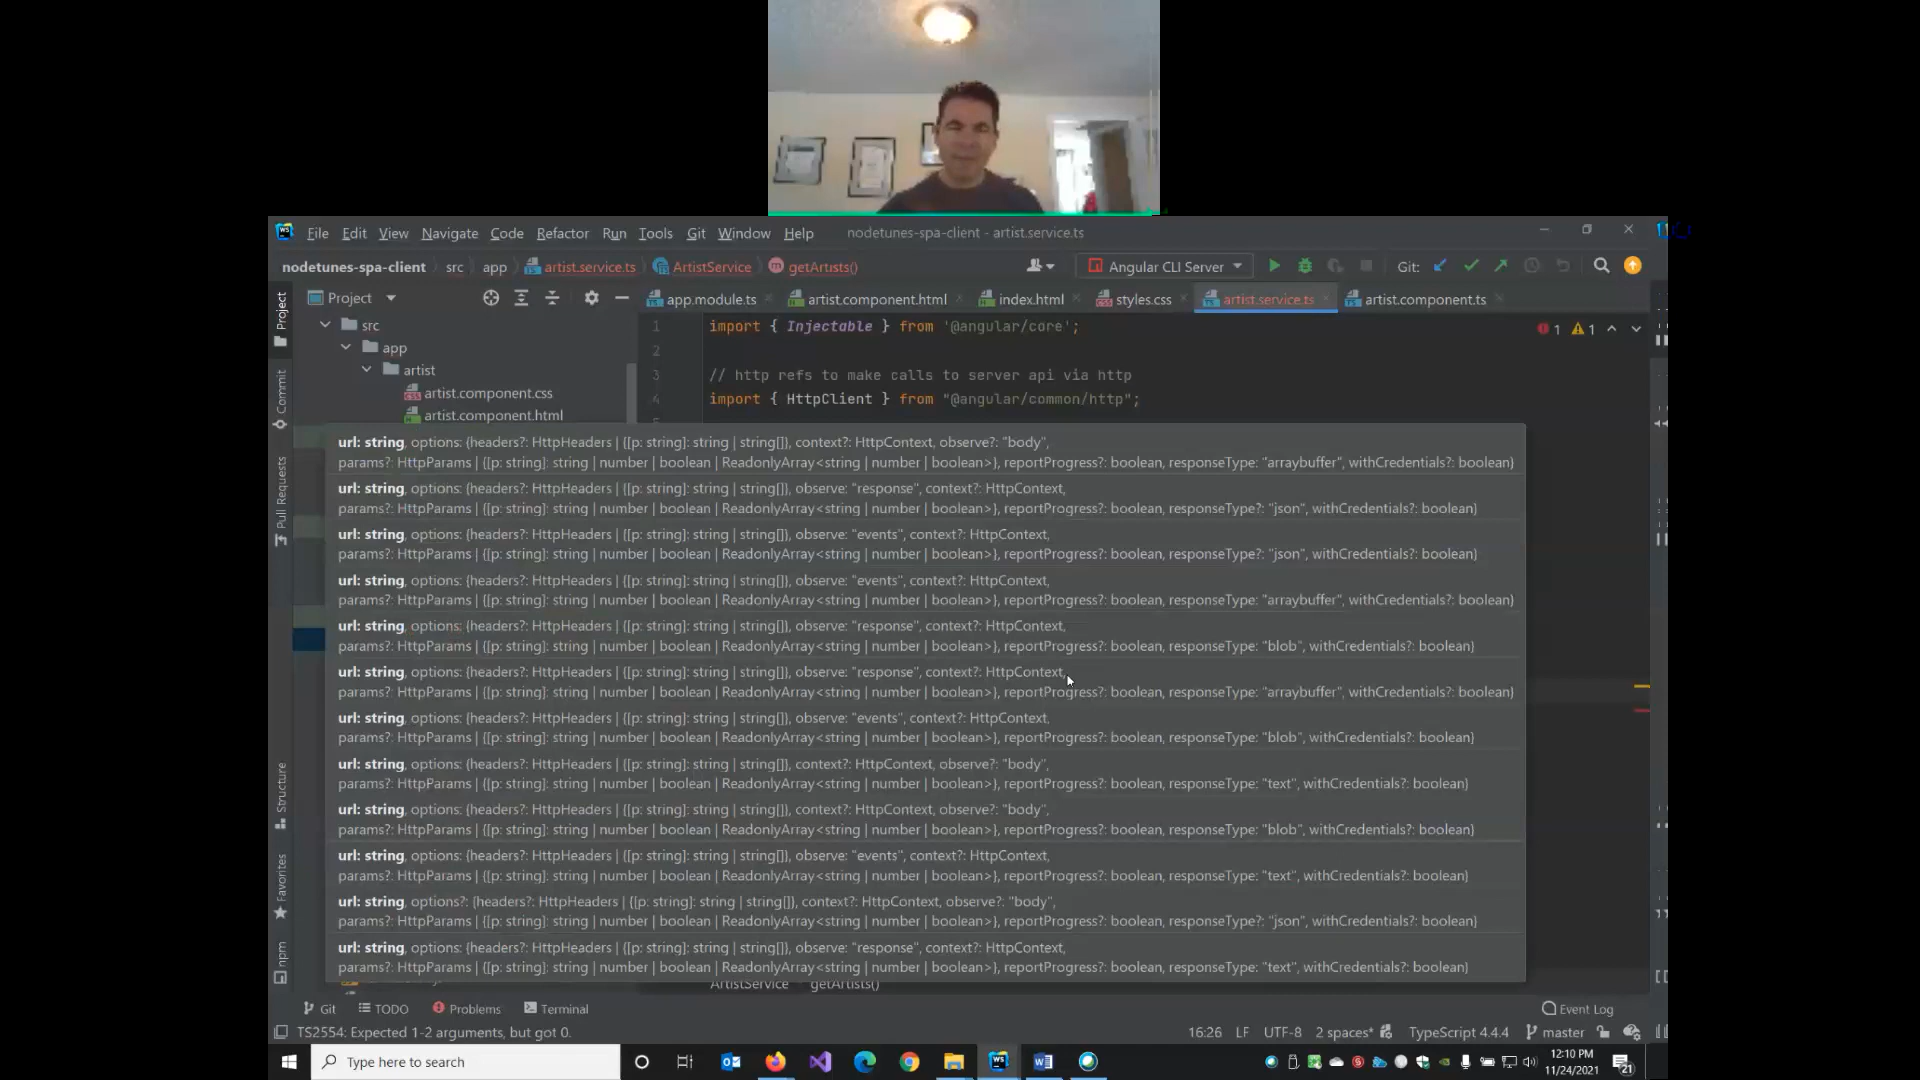 WS File Edit View Navigate Code Refactor Run Tools Git Window Help nodetunes-spa-client - artist.service.ts
nodetunes-spa-client src app artist.service.ts ArtistService getArtists() Angular CLI Server Git:
Project app.module.ts artist.component.html index.html styles.css artist.service.ts artist.component.ts
src
app
artist
artist.component.css
artist.component.html
1 import { Injectable } from '@angular/core';
2
3 // http refs to make calls to server api via http
4 import { HttpClient } from "@angular/common/http";
1 1
Project
Commit
Pull Requests
Structure
Favorites
npm
url: string, options: {headers?: HttpHeaders | {[p: string]: string | string[]}, context?: HttpContext, observe?: "body",
params?: HttpParams | {[p: string]: string | number | boolean | ReadonlyArray<string | number | boolean>}, reportProgress?: boolean, responseType: "arraybuffer", withCredentials?: boolean}
url: string, options: {headers?: HttpHeaders | {[p: string]: string | string[]}, observe: "response", context?: HttpContext,
params?: HttpParams | {[p: string]: string | number | boolean | ReadonlyArray<string | number | boolean>}, reportProgress?: boolean, responseType?: "json", withCredentials?: boolean}
url: string, options: {headers?: HttpHeaders | {[p: string]: string | string[]}, observe: "events", context?: HttpContext,
params?: HttpParams | {[p: string]: string | number | boolean | ReadonlyArray<string | number | boolean>}, reportProgress?: boolean, responseType?: "json", withCredentials?: boolean}
url: string, options: {headers?: HttpHeaders | {[p: string]: string | string[]}, observe: "events", context?: HttpContext,
params?: HttpParams | {[p: string]: string | number | boolean | ReadonlyArray<string | number | boolean>}, reportProgress?: boolean, responseType: "arraybuffer", withCredentials?: boolean}
url: string, options: {headers?: HttpHeaders | {[p: string]: string | string[]}, observe: "response", context?: HttpContext,
params?: HttpParams | {[p: string]: string | number | boolean | ReadonlyArray<string | number | boolean>}, reportProgress?: boolean, responseType: "blob", withCredentials?: boolean}
url: string, options: {headers?: HttpHeaders | {[p: string]: string | string[]}, observe: "response", context?: HttpContext,
params?: HttpParams | {[p: string]: string | number | boolean | ReadonlyArray<string | number | boolean>}, reportProgress?: boolean, responseType: "arraybuffer", withCredentials?: boolean}
url: string, options: {headers?: HttpHeaders | {[p: string]: string | string[]}, observe: "events", context?: HttpContext,
params?: HttpParams | {[p: string]: string | number | boolean | ReadonlyArray<string | number | boolean>}, reportProgress?: boolean, responseType: "blob", withCredentials?: boolean}
url: string, options: {headers?: HttpHeaders | {[p: string]: string | string[]}, context?: HttpContext, observe?: "body",
params?: HttpParams | {[p: string]: string | number | boolean | ReadonlyArray<string | number | boolean>}, reportProgress?: boolean, responseType: "text", withCredentials?: boolean}
url: string, options: {headers?: HttpHeaders | {[p: string]: string | string[]}, context?: HttpContext, observe?: "body",
params?: HttpParams | {[p: string]: string | number | boolean | ReadonlyArray<string | number | boolean>}, reportProgress?: boolean, responseType: "blob", withCredentials?: boolean}
url: string, options: {headers?: HttpHeaders | {[p: string]: string | string[]}, observe: "events", context?: HttpContext,
params?: HttpParams | {[p: string]: string | number | boolean | ReadonlyArray<string | number | boolean>}, reportProgress?: boolean, responseType: "text", withCredentials?: boolean}
url: string, options?: {headers?: HttpHeaders | {[p: string]: string | string[]}, context?: HttpContext, observe?: "body",
params?: HttpParams | {[p: string]: string | number | boolean | ReadonlyArray<string | number | boolean>}, reportProgress?: boolean, responseType?: "json", withCredentials?: boolean}
url: string, options: {headers?: HttpHeaders | {[p: string]: string | string[]}, observe: "response", context?: HttpContext,
params?: HttpParams | {[p: string]: string | number | boolean | ReadonlyArray<string | number | boolean>}, reportProgress?: boolean, responseType: "text", withCredentials?: boolean}
ArtistService getArtists()
Git TODO Problems Terminal Event Log
TS2554: Expected 1-2 arguments, but got 0. 16:26 LF UTF-8 2 spaces* TypeScript 4.4.4 master
Type here to search 12:10 PM
11/24/2021 21